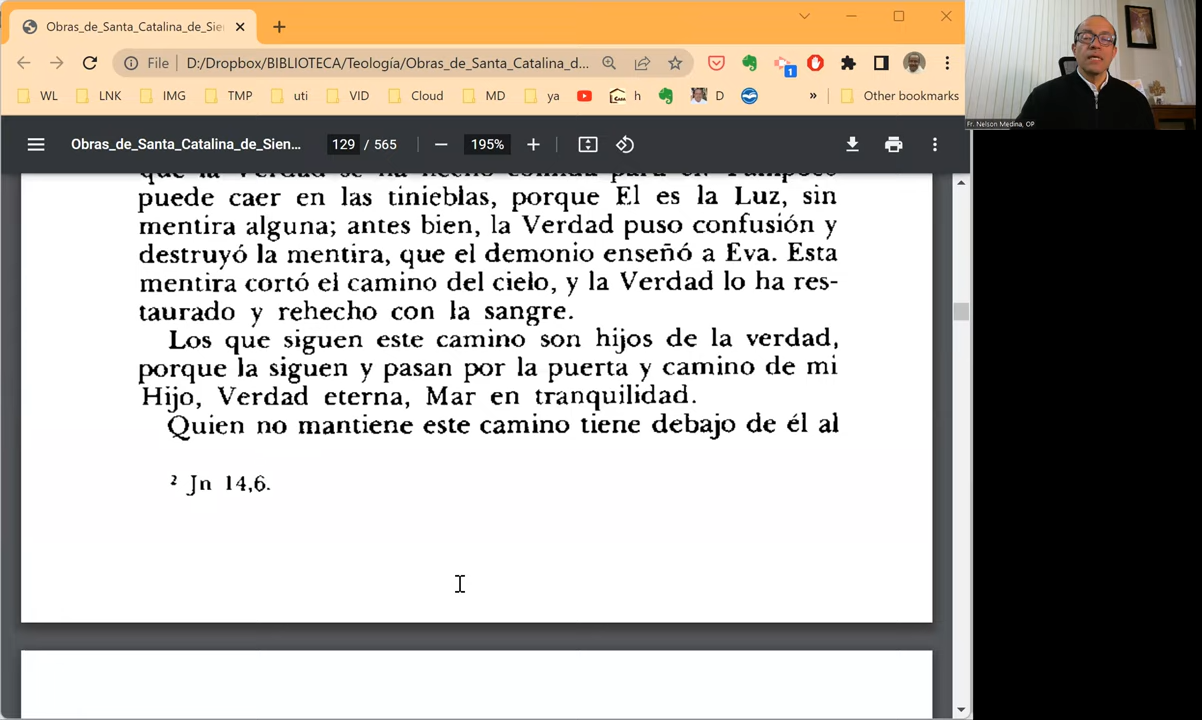 Obras_de_Santa_Catalina_de_Sie
File
D:/Dropbox/BIBLIOTECA/Teología/Obras_de_Santa_Catalina_d...
1
WL
LNK
IMG
TMP
uti
VID
Cloud
MD
ya
h
D
»
Other bookmarks
Fr. Nelson Medina, OP
Obras_de_Santa_Catalina_de_Sien...
129 / 565
195%
puede caer en las tinieblas, porque El es la Luz, sin
mentira alguna; antes bien, la Verdad puso confusión y
destruyó la mentira, que el demonio enseñó a Eva. Esta
mentira cortó el camino del cielo, y la Verdad lo ha res-
taurado y rehecho con la sangre.
Los que siguen este camino son hijos de la verdad,
porque la siguen y pasan por la puerta y camino de mi
Hijo, Verdad eterna, Mar en tranquilidad.
Quien no mantiene este camino tiene debajo de él al
² Jn 14,6.